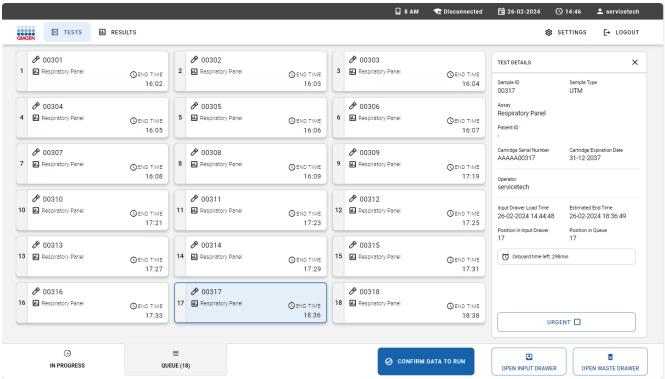 8 AM Disconnected 26-02-2024 14:46 servicetech
QIAGEN TESTS RESULTS SETTINGS LOGOUT
1 00301 Respiratory Panel END TIME 16:02
2 00302 Respiratory Panel END TIME 16:03
3 00303 Respiratory Panel END TIME 16:04
4 00304 Respiratory Panel END TIME 16:05
5 00305 Respiratory Panel END TIME 16:06
6 00306 Respiratory Panel END TIME 16:07
7 00307 Respiratory Panel END TIME 16:08
8 00308 Respiratory Panel END TIME 16:09
9 00309 Respiratory Panel END TIME 17:19
10 00310 Respiratory Panel END TIME 17:21
11 00311 Respiratory Panel END TIME 17:23
12 00312 Respiratory Panel END TIME 17:25
13 00313 Respiratory Panel END TIME 17:27
14 00314 Respiratory Panel END TIME 17:29
15 00315 Respiratory Panel END TIME 17:31
16 00316 Respiratory Panel END TIME 17:33
17 00317 Respiratory Panel END TIME 18:36
18 00318 Respiratory Panel END TIME 18:38
TEST DETAILS
Sample ID Sample Type
00317 UTM
Assay
Respiratory Panel
Patient ID
-
Cartridge Serial Number Cartridge Expiration Date
AAAAA00317 31-12-2037
Operator
servicetech
Input Drawer Load Time Estimated End Time
26-02-2024 14:44:48 26-02-2024 18:36:49
Position in Input Drawer Position in Queue
17 17
Onboard time left: 298min
URGENT
IN PROGRESS QUEUE (18) CONFIRM DATA TO RUN OPEN INPUT DRAWER OPEN WASTE DRAWER